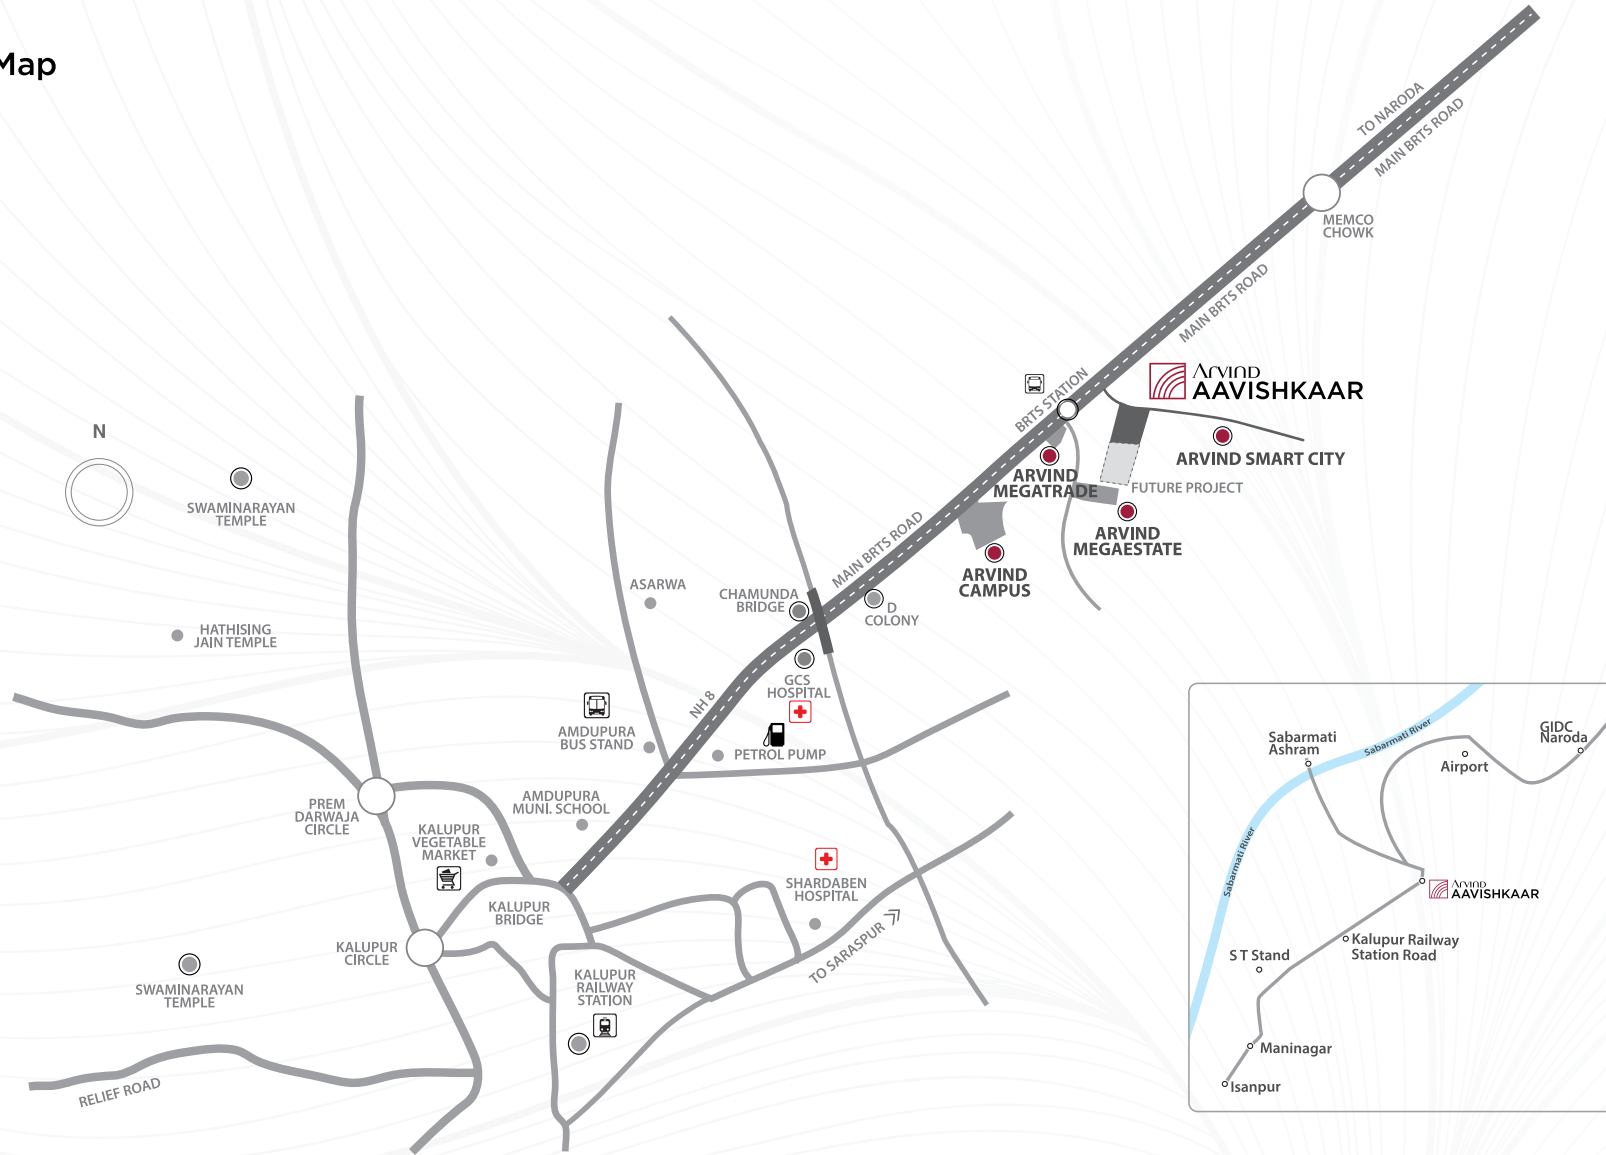 Map
TO NARODA
MAIN BRTS ROAD
MEMCO
CHOWK
MAIN BRTS ROAD
ARVIND
AAVISHKAAR
BRTS STATION
ARVIND SMART CITY
ARVIND
MEGATRADE
FUTURE PROJECT
ARVIND
MEGAESTATE
ARVIND
CAMPUS
MAIN BRTS ROAD
N
SWAMINARAYAN
TEMPLE
ASARWA
CHAMUNDA
BRIDGE
D
COLONY
HATHISING
JAIN TEMPLE
GCS
HOSPITAL
NH 8
AMDUPURA
BUS STAND
PETROL PUMP
AMDUPURA
MUNI. SCHOOL
PREM
DARWAJA
CIRCLE
KALUPUR
VEGETABLE
MARKET
SHARDABEN
HOSPITAL
KALUPUR
BRIDGE
KALUPUR
CIRCLE
TO SARASPUR
KALUPUR
RAILWAY
STATION
SWAMINARAYAN
TEMPLE
RELIEF ROAD
Sabarmati
Ashram
Sabarmati River
GIDC
Naroda
Airport
Sabarmati River
ARVIND
AAVISHKAAR
Kalupur Railway
Station Road
S T Stand
Maninagar
Isanpur